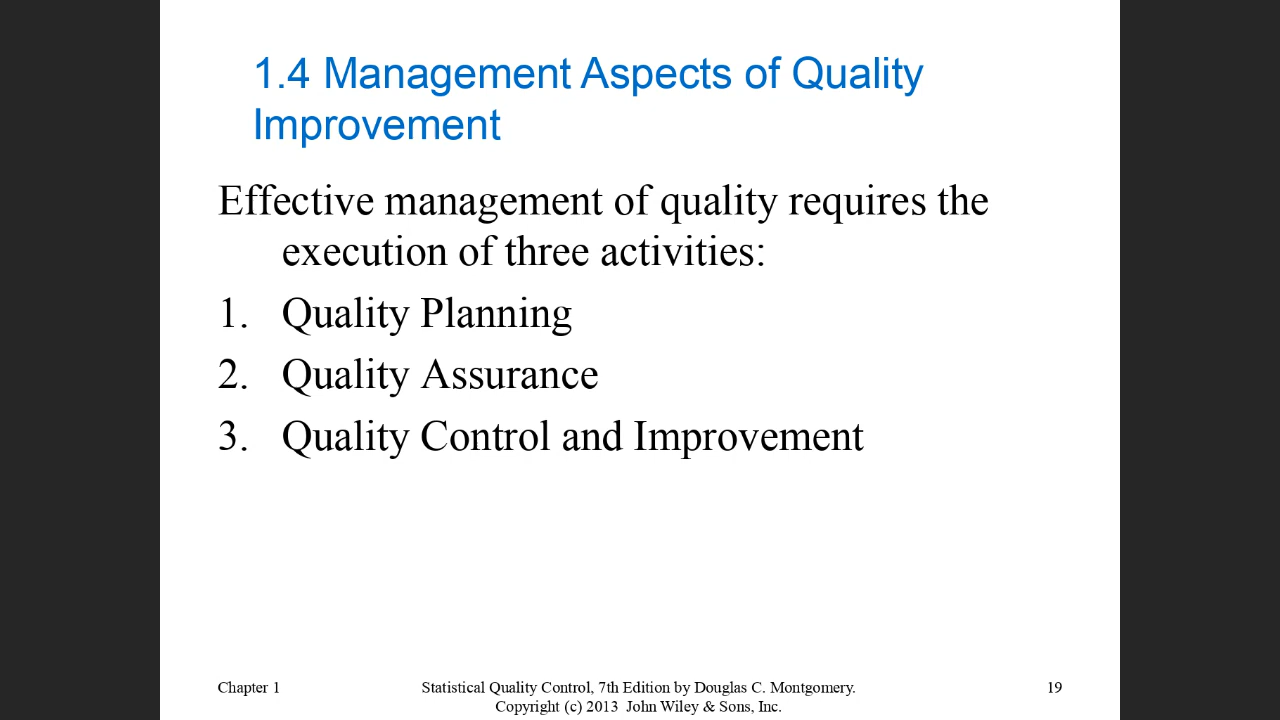 1.4 Management Aspects of Quality
Improvement
Effective management of quality requires the
execution of three activities:
1. Quality Planning
2. Quality Assurance
3. Quality Control and Improvement
Chapter 1
Statistical Quality Control, 7th Edition by Douglas C. Montgomery.
Copyright (c) 2013 John Wiley & Sons, Inc.
19